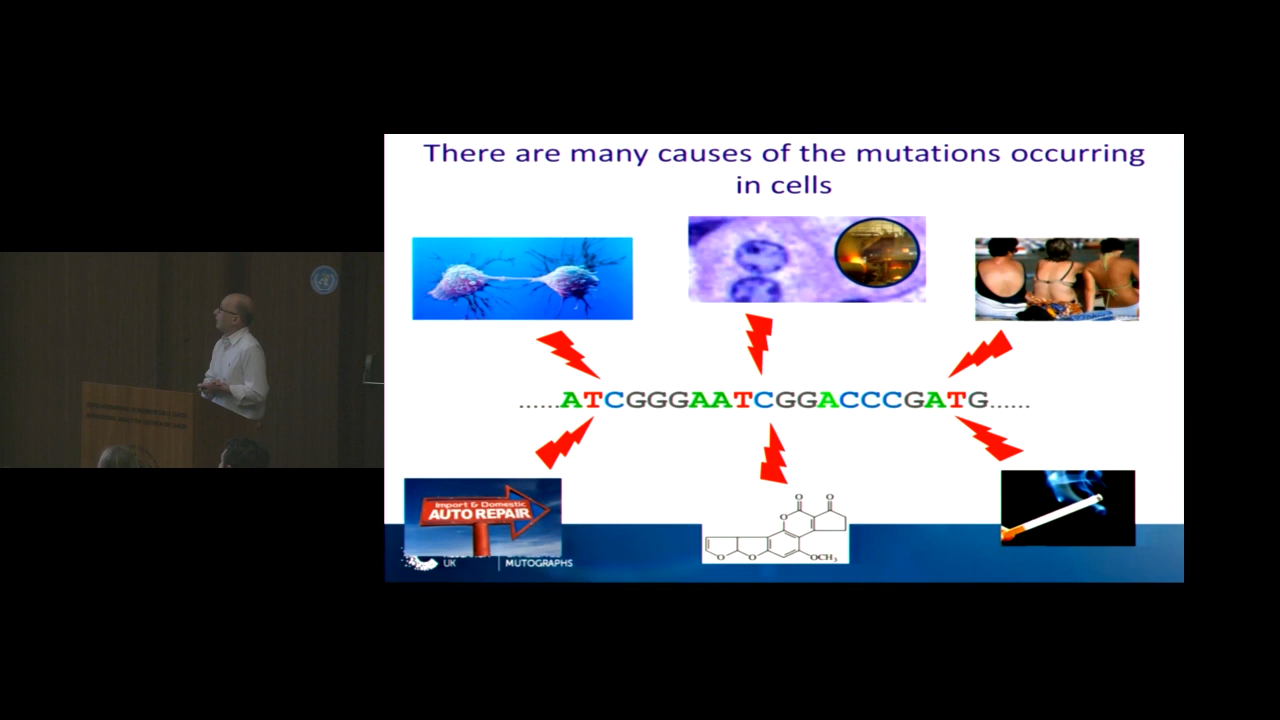 There are many causes of the mutations occurring
in cells
......ATCGGGAATCGGACCCGATG......
Import & Domestic
AUTO REPAIR
O O
O
O O OCH3
UK
MUTOGRAPHS